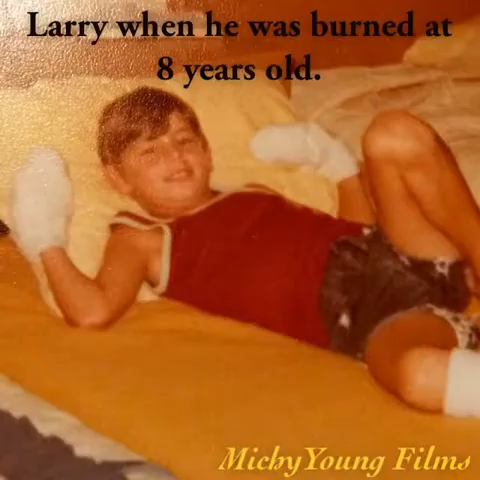 Larry when he was burned at
8 years old.
MichyYoung Films